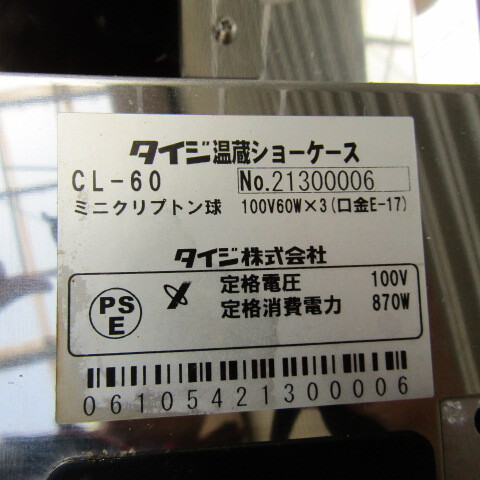 タイジ温蔵ショーケース
CL-60 No.21300006
ミニクリプトン球 100V60W×3(口金E-17)
タイジ株式会社
PS
E
定格電圧 100V
定格消費電力 870W
06105421300006